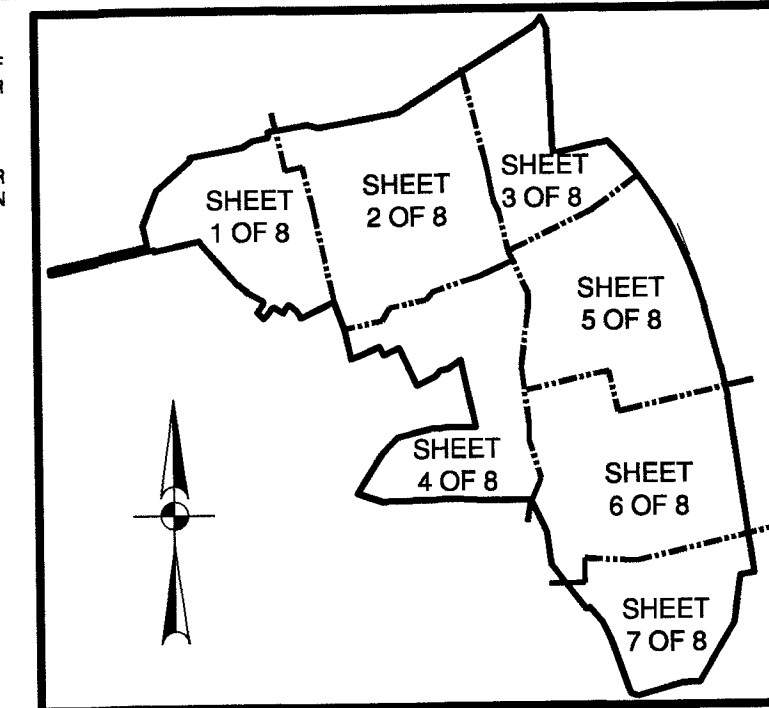 F
R
R
N
SHEET
1 OF 8
SHEET
2 OF 8
SHEET
3 OF 8
SHEET
5 OF 8
SHEET
4 OF 8
SHEET
6 OF 8
SHEET
7 OF 8